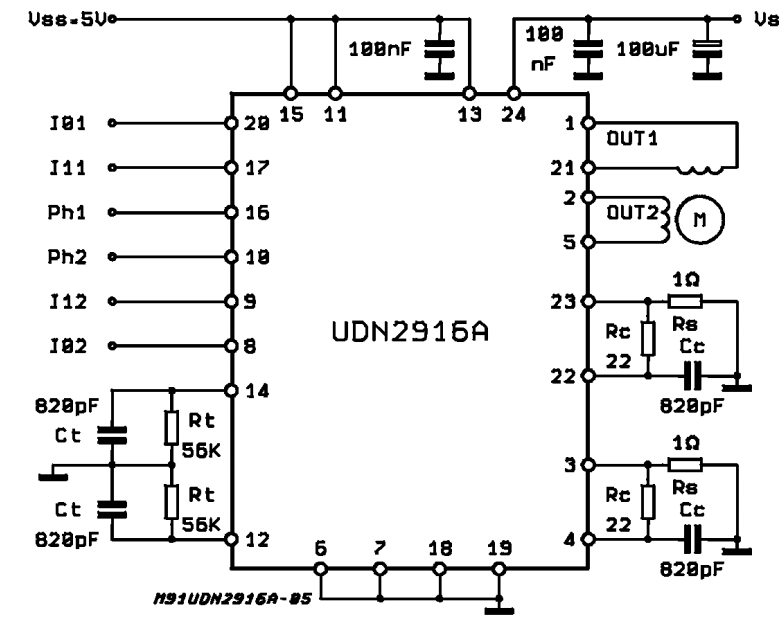 Vss=5V
Vs
100nF
100
nF
100uF
15
11
13
24
I01
20
1
OUT1
I11
17
21
Ph1
16
2
OUT2
M
Ph2
10
5
I12
9
23
1Ω
Rs
Rc
22
Cc
820pF
22
UDN2916A
I02
8
14
820pF
Ct
Rt
56K
3
1Ω
Rs
Rc
22
Cc
820pF
4
Ct
820pF
Rt
56K
12
6
7
18
19
M91UDN2916A-05